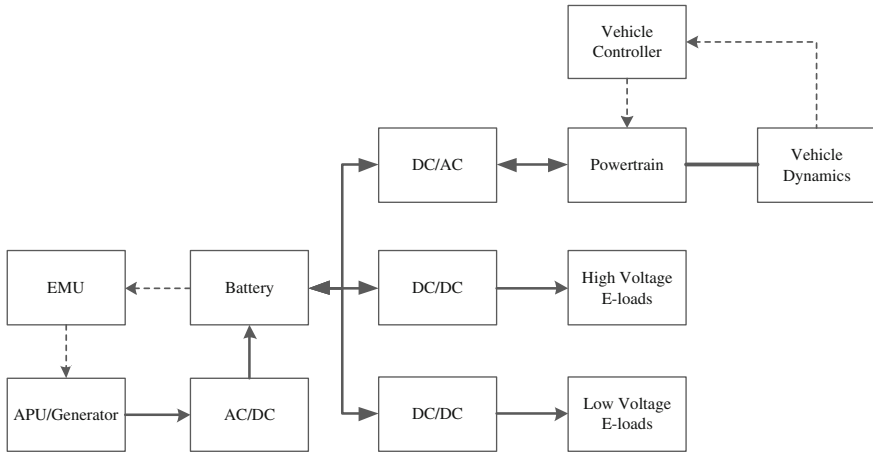 Vehicle
Controller
DC/AC
Powertrain
Vehicle
Dynamics
EMU
Battery
DC/DC
High Voltage
E-loads
APU/Generator
AC/DC
DC/DC
Low Voltage
E-loads